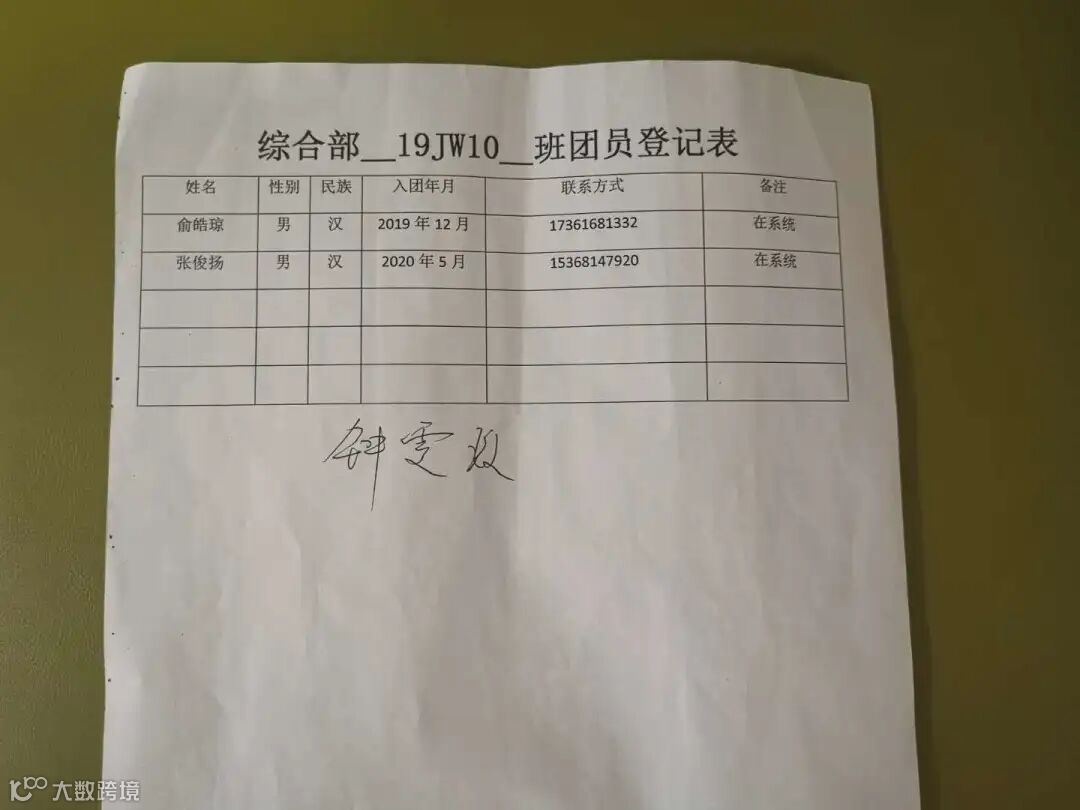 综合部__19JW10__班团员登记表
姓名 性别 民族 入团年月 联系方式 备注
俞皓琼 男 汉 2019 年 12 月 17361681332 在系统
张俊扬 男 汉 2020 年 5 月 15368147920 在系统
钟雯玫
大数跨境